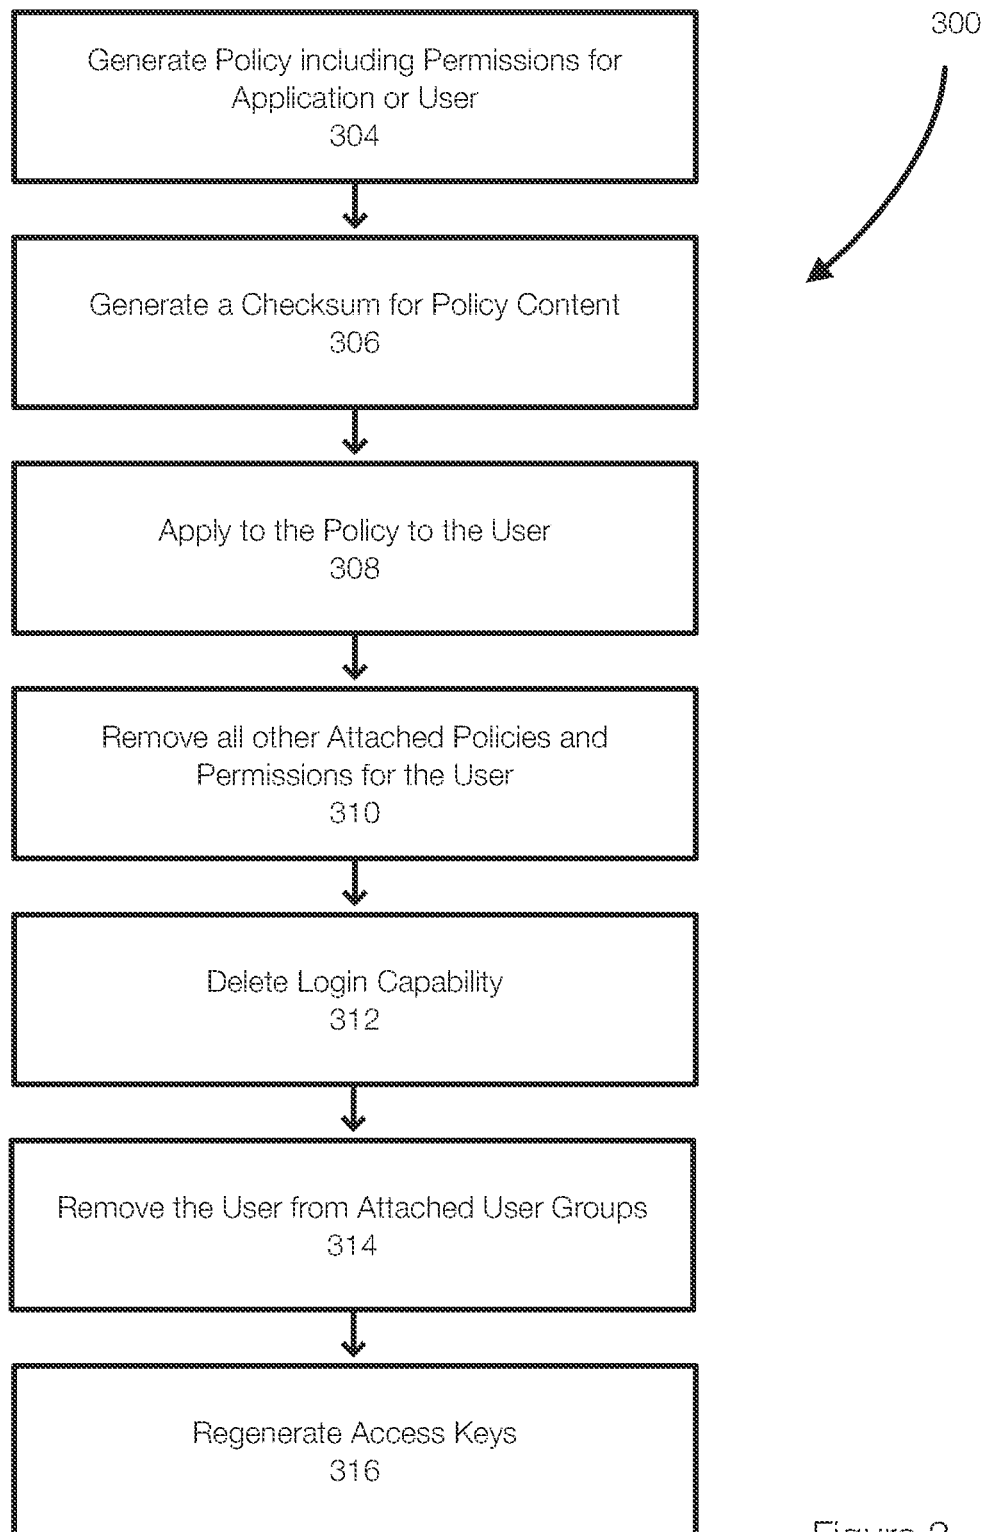 300
Generate Policy including Permissions for
Application or User
304
Generate a Checksum for Policy Content
306
Apply to the Policy to the User
308
Remove all other Attached Policies and
Permissions for the User
310
Delete Login Capability
312
Remove the User from Attached User Groups
314
Regenerate Access Keys
316
Figure